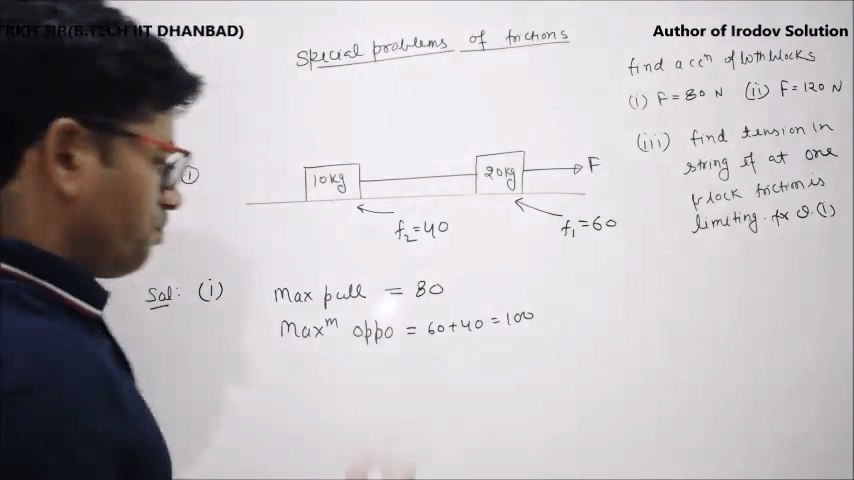 RR(B.TECH IIT DHANBAD)
Author of Irodov Solution
Special problems of frictions
find accⁿ of both blocks
(i) F = 80 N (ii) F = 120 N
(iii) find tension in
string if at one
block friction is
limiting. for Q.(i)
①
10kg
20kg
F
f₂=40
f₁=60
Sol: (i)
Max pull = 80
Maxᵐ oppo = 60+40 = 100